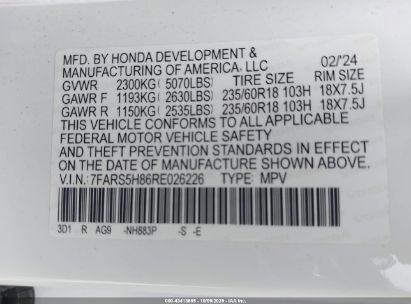 MFD. BY HONDA DEVELOPMENT &
MANUFACTURING OF AMERICA, LLC 02/'24
GVWR 2300KG(5070LBS) TIRE SIZE RIM SIZE
GAWR F 1193KG(2630LBS) 235/60R18 103H 18X7.5J
GAWR R 1150KG(2535LBS) 235/60R18 103H 18X7.5J
THIS VEHICLE CONFORMS TO ALL APPLICABLE
FEDERAL MOTOR VEHICLE SAFETY
AND THEFT PREVENTION STANDARDS IN EFFECT
ON THE DATE OF MANUFACTURE SHOWN ABOVE.
V.I.N.: 7FARS5H86RE026226 TYPE: MPV
3D1 R AG9 -NH883P -S -E